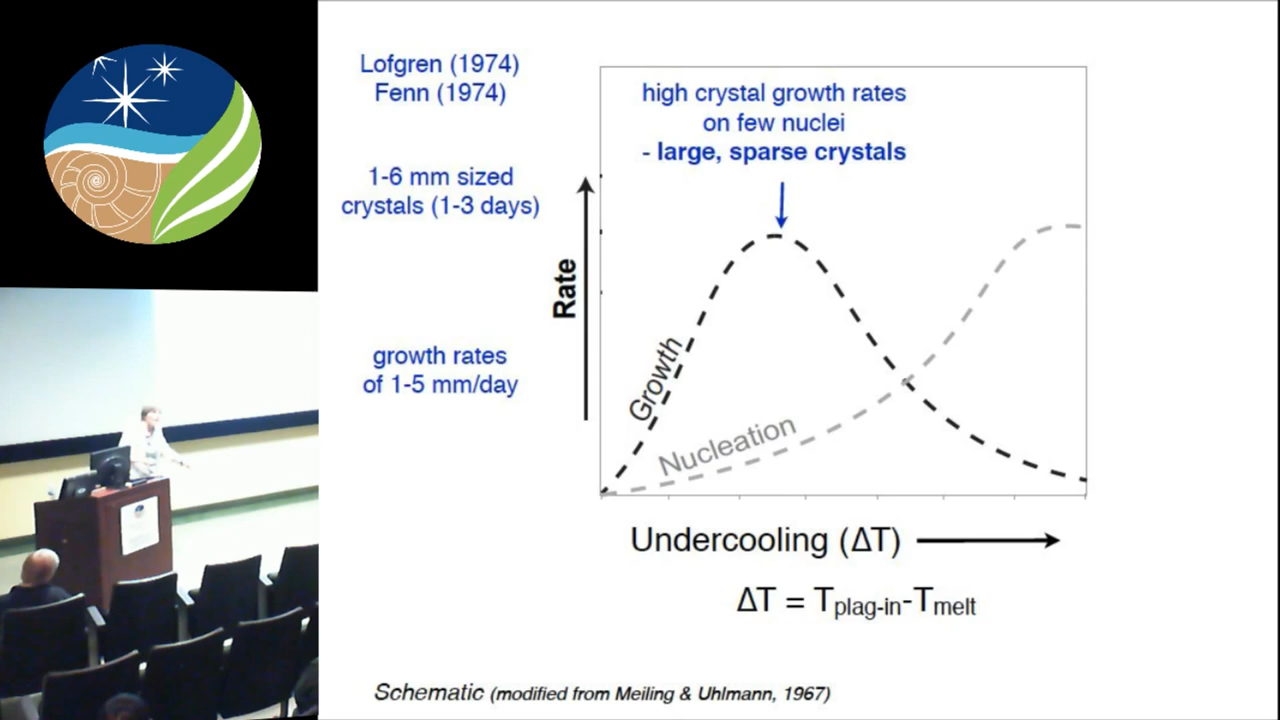 Lofgren (1974)
Fenn (1974)
1-6 mm sized
crystals (1-3 days)
growth rates
of 1-5 mm/day
high crystal growth rates
on few nuclei
- large, sparse crystals
Rate
Growth
Nucleation
Undercooling (ΔT)
ΔT = Tplag-in-Tmelt
Schematic (modified from Meiling & Uhlmann, 1967)